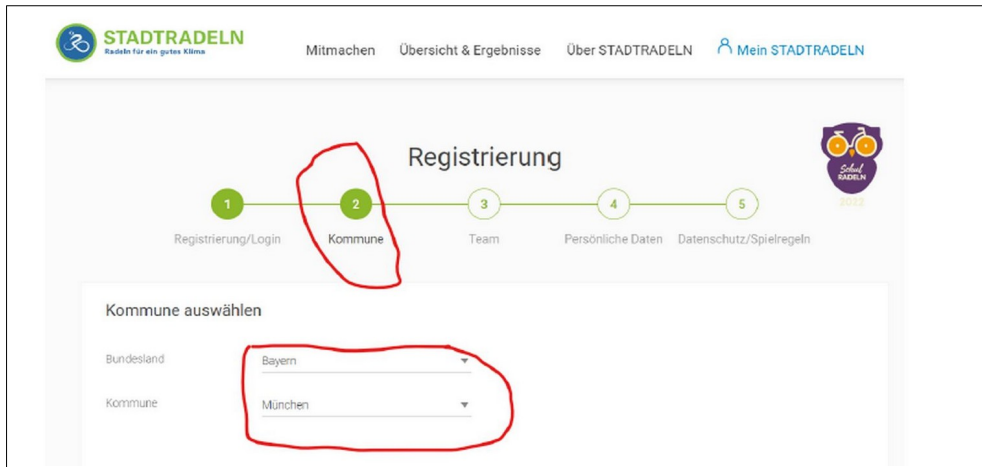 STADTRADELN
Radeln für ein gutes Klima
Mitmachen Übersicht & Ergebnisse Über STADTRADELN Mein STADTRADELN
Registrierung
Schul
RADELN
2022
1 2 3 4 5
Registrierung/Login Kommune Team Persönliche Daten Datenschutz/Spielregeln
Kommune auswählen
Bundesland Bayern
Kommune München